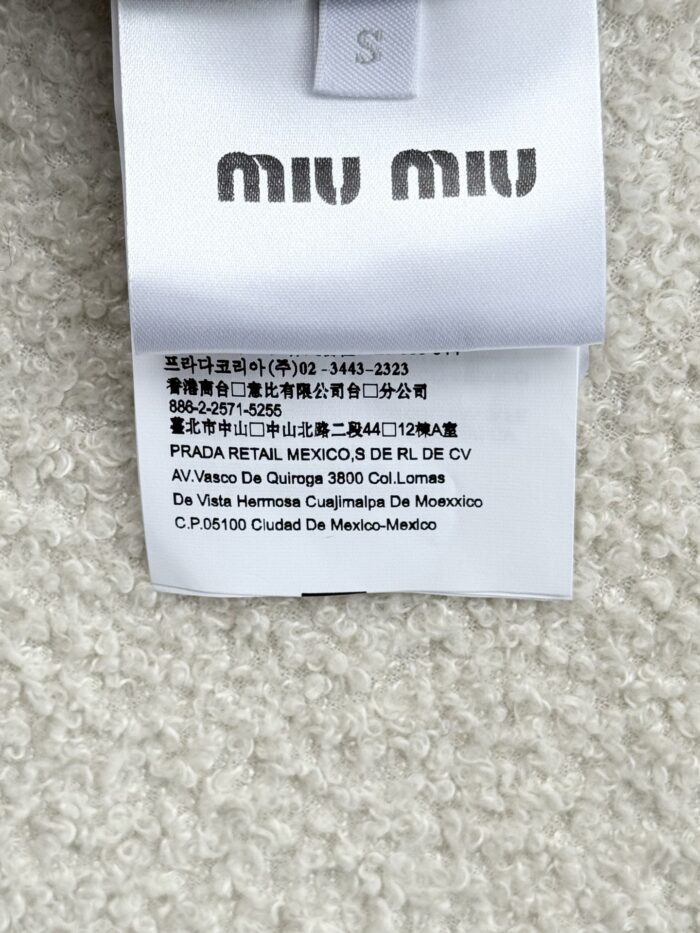 S
miu miu
프라다코리아(주)02-3443-2323
香港商台□意比有限公司台□分公司
886-2-2571-5255
臺北市中山□中山北路二段44□12棟A室
PRADA RETAIL MEXICO,S DE RL DE CV
AV.Vasco De Quiroga 3800 Col.Lomas
De Vista Hermosa Cuajimalpa De Moexxico
C.P.05100 Ciudad De Mexico-Mexico